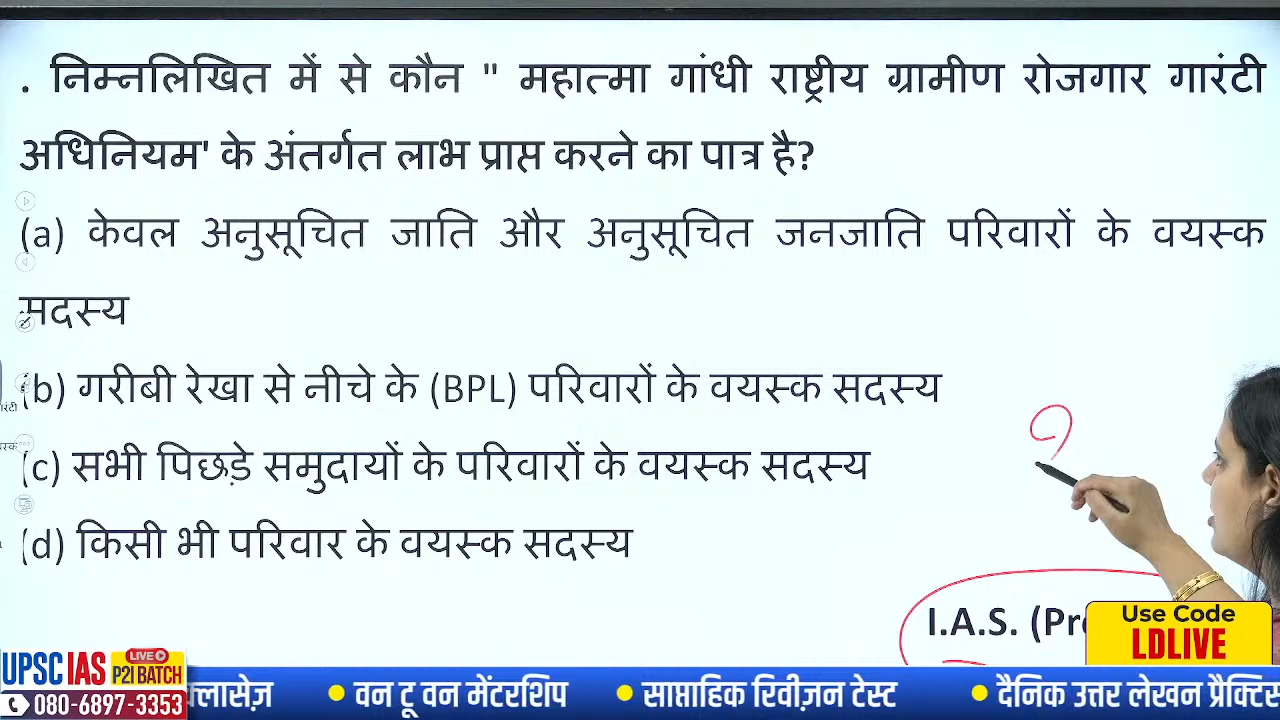 . निम्नलिखित में से कौन " महात्मा गांधी राष्ट्रीय ग्रामीण रोजगार गारंटी
अधिनियम' के अंतर्गत लाभ प्राप्त करने का पात्र है?
(a) केवल अनुसूचित जाति और अनुसूचित जनजाति परिवारों के वयस्क
सदस्य
(b) गरीबी रेखा से नीचे के (BPL) परिवारों के वयस्क सदस्य
(c) सभी पिछड़े समुदायों के परिवारों के वयस्क सदस्य
(d) किसी भी परिवार के वयस्क सदस्य
I.A.S. (Pre
Use Code
LDLIVE
UPSC IAS LIVE P2I BATCH
080-6897-3353
क्लासेज़ • वन टू वन मेंटरशिप • साप्ताहिक रिवीज़न टेस्ट • दैनिक उत्तर लेखन प्रैक्टिस